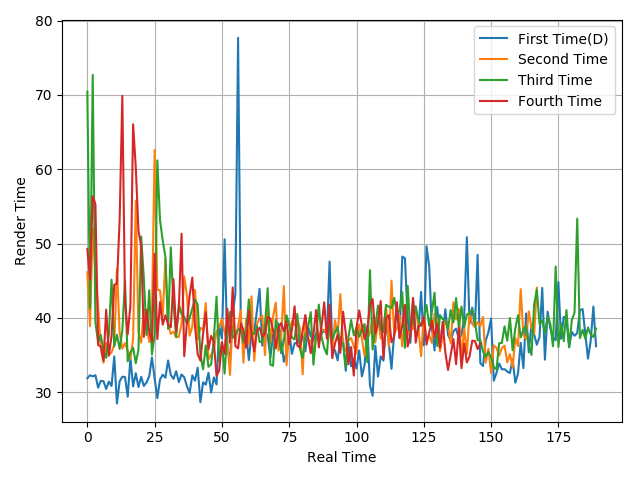 80
70
60
50
40
30
Render Time
0 25 50 75 100 125 150 175
Real Time
First Time(D)
Second Time
Third Time
Fourth Time